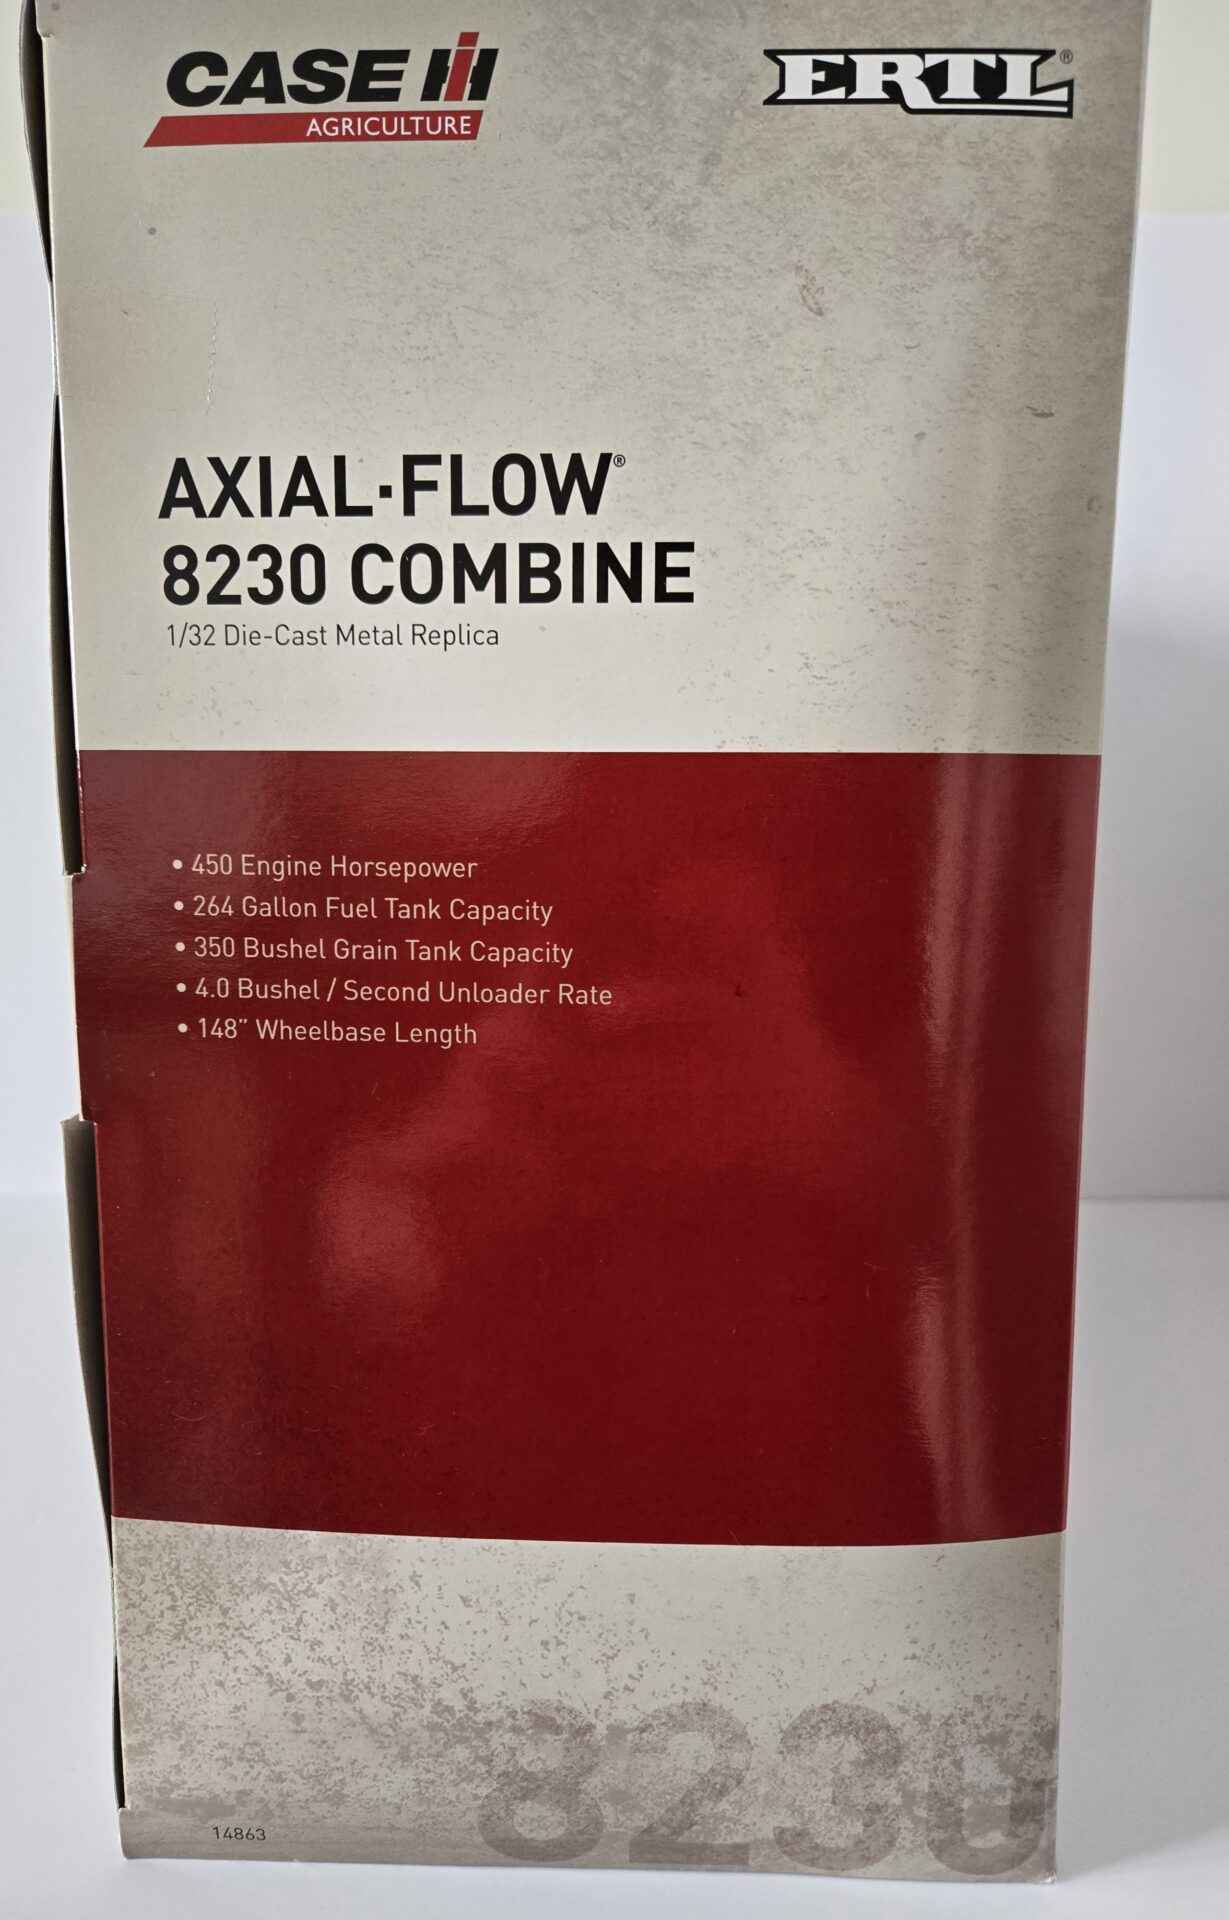 CASE IH
AGRICULTURE
ERTL®
AXIAL·FLOW®
8230 COMBINE
1/32 Die-Cast Metal Replica
• 450 Engine Horsepower
• 264 Gallon Fuel Tank Capacity
• 350 Bushel Grain Tank Capacity
• 4.0 Bushel / Second Unloader Rate
• 148” Wheelbase Length
8230
14863